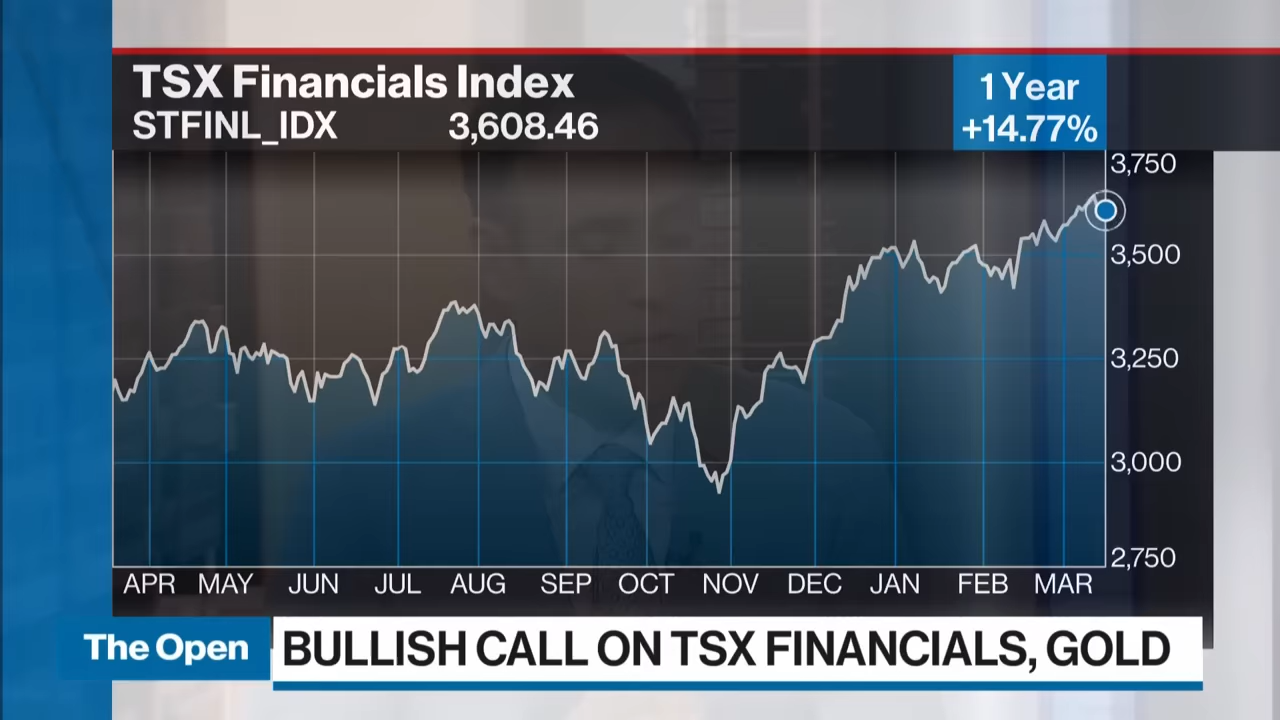 TSX Financials Index
STFINL_IDX 3,608.46
1 Year
+14.77%
3,750
3,500
3,250
3,000
2,750
APR MAY JUN JUL AUG SEP OCT NOV DEC JAN FEB MAR
The Open
BULLISH CALL ON TSX FINANCIALS, GOLD